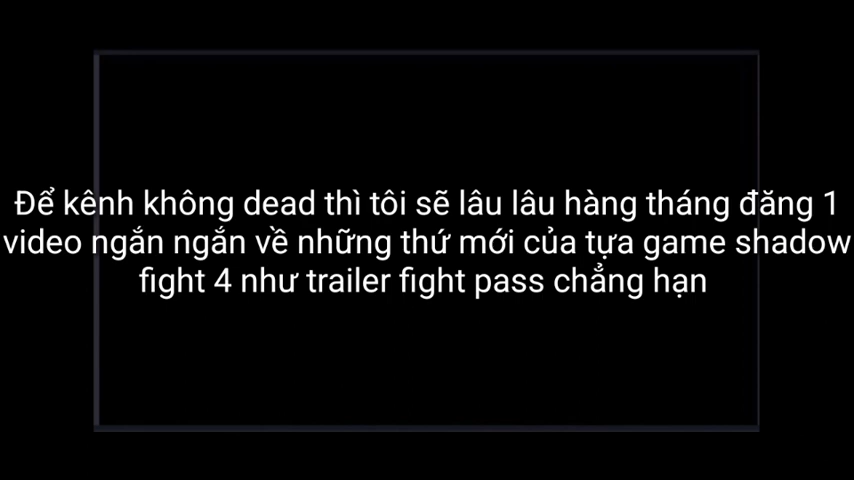 Để kênh không dead thì tôi sẽ lâu lâu hàng tháng đăng 1
video ngắn ngắn về những thứ mới của tựa game shadow
fight 4 như trailer fight pass chẳng hạn